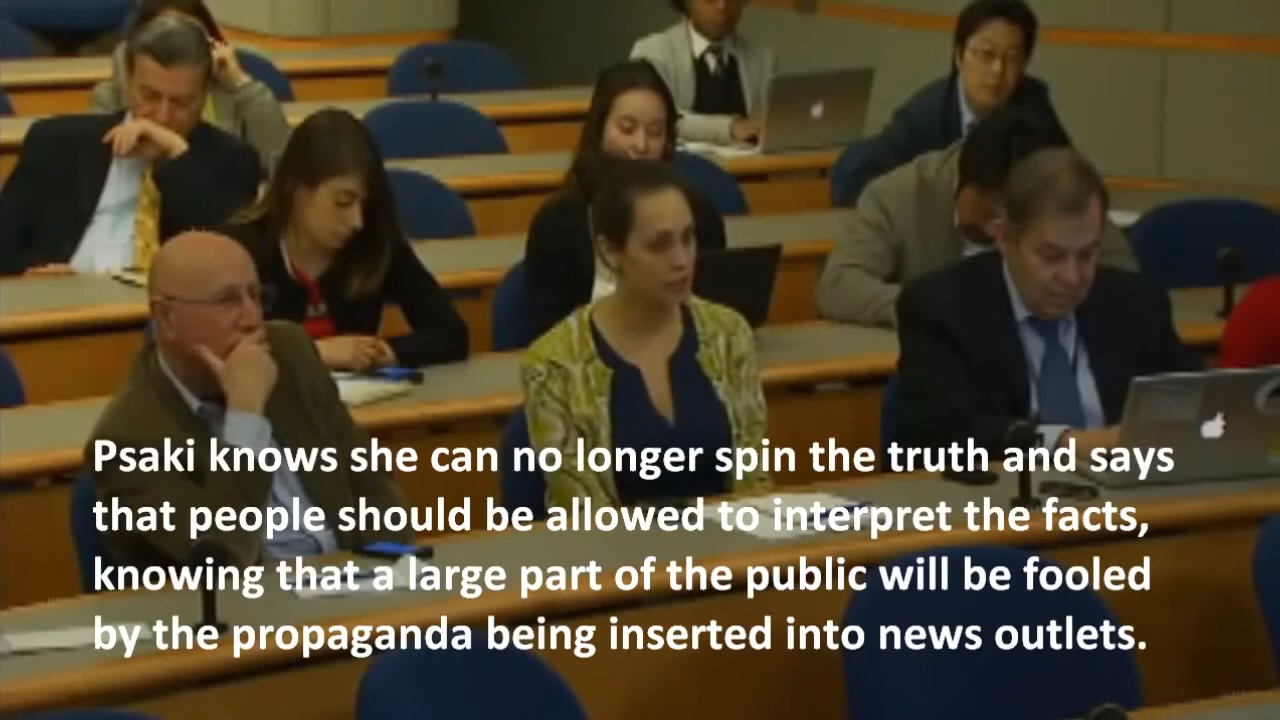 Psaki knows she can no longer spin the truth and says
that people should be allowed to interpret the facts,
knowing that a large part of the public will be fooled
by the propaganda being inserted into news outlets.